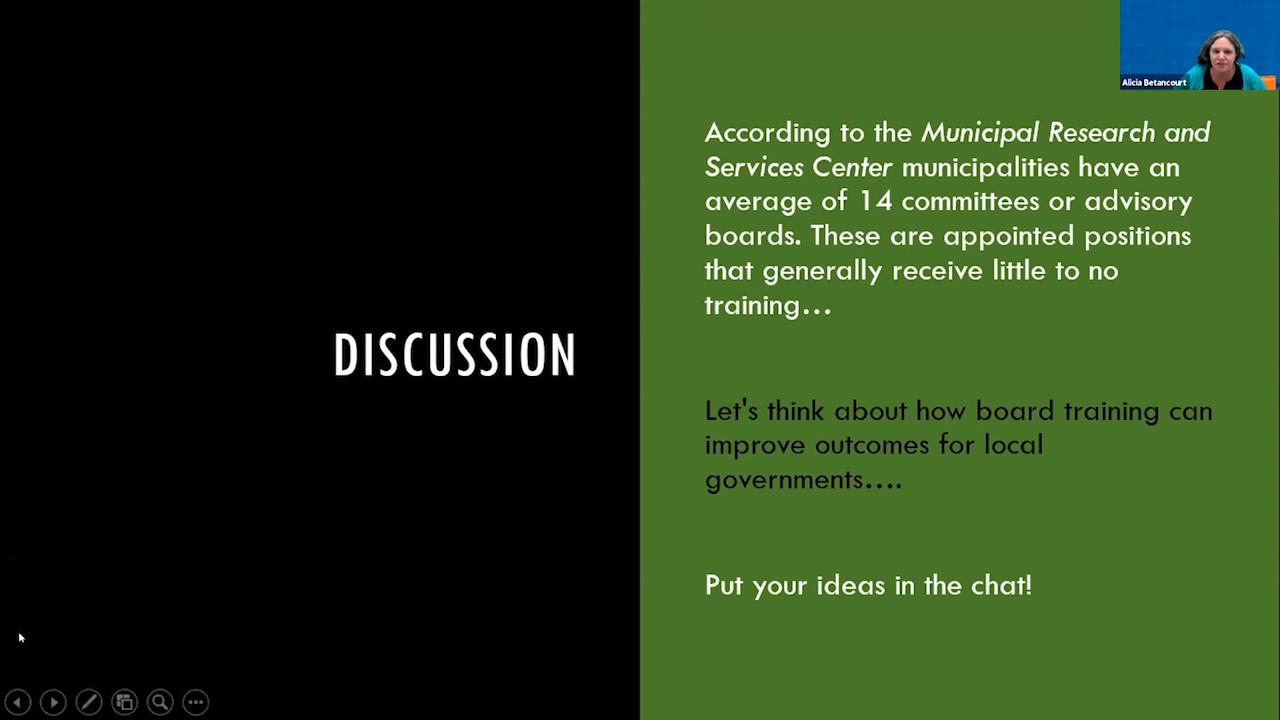 Alicia Betancourt
According to the Municipal Research and
Services Center municipalities have an
average of 14 committees or advisory
boards. These are appointed positions
that generally receive little to no
training...
DISCUSSION
Let's think about how board training can
improve outcomes for local
governments....
Put your ideas in the chat!